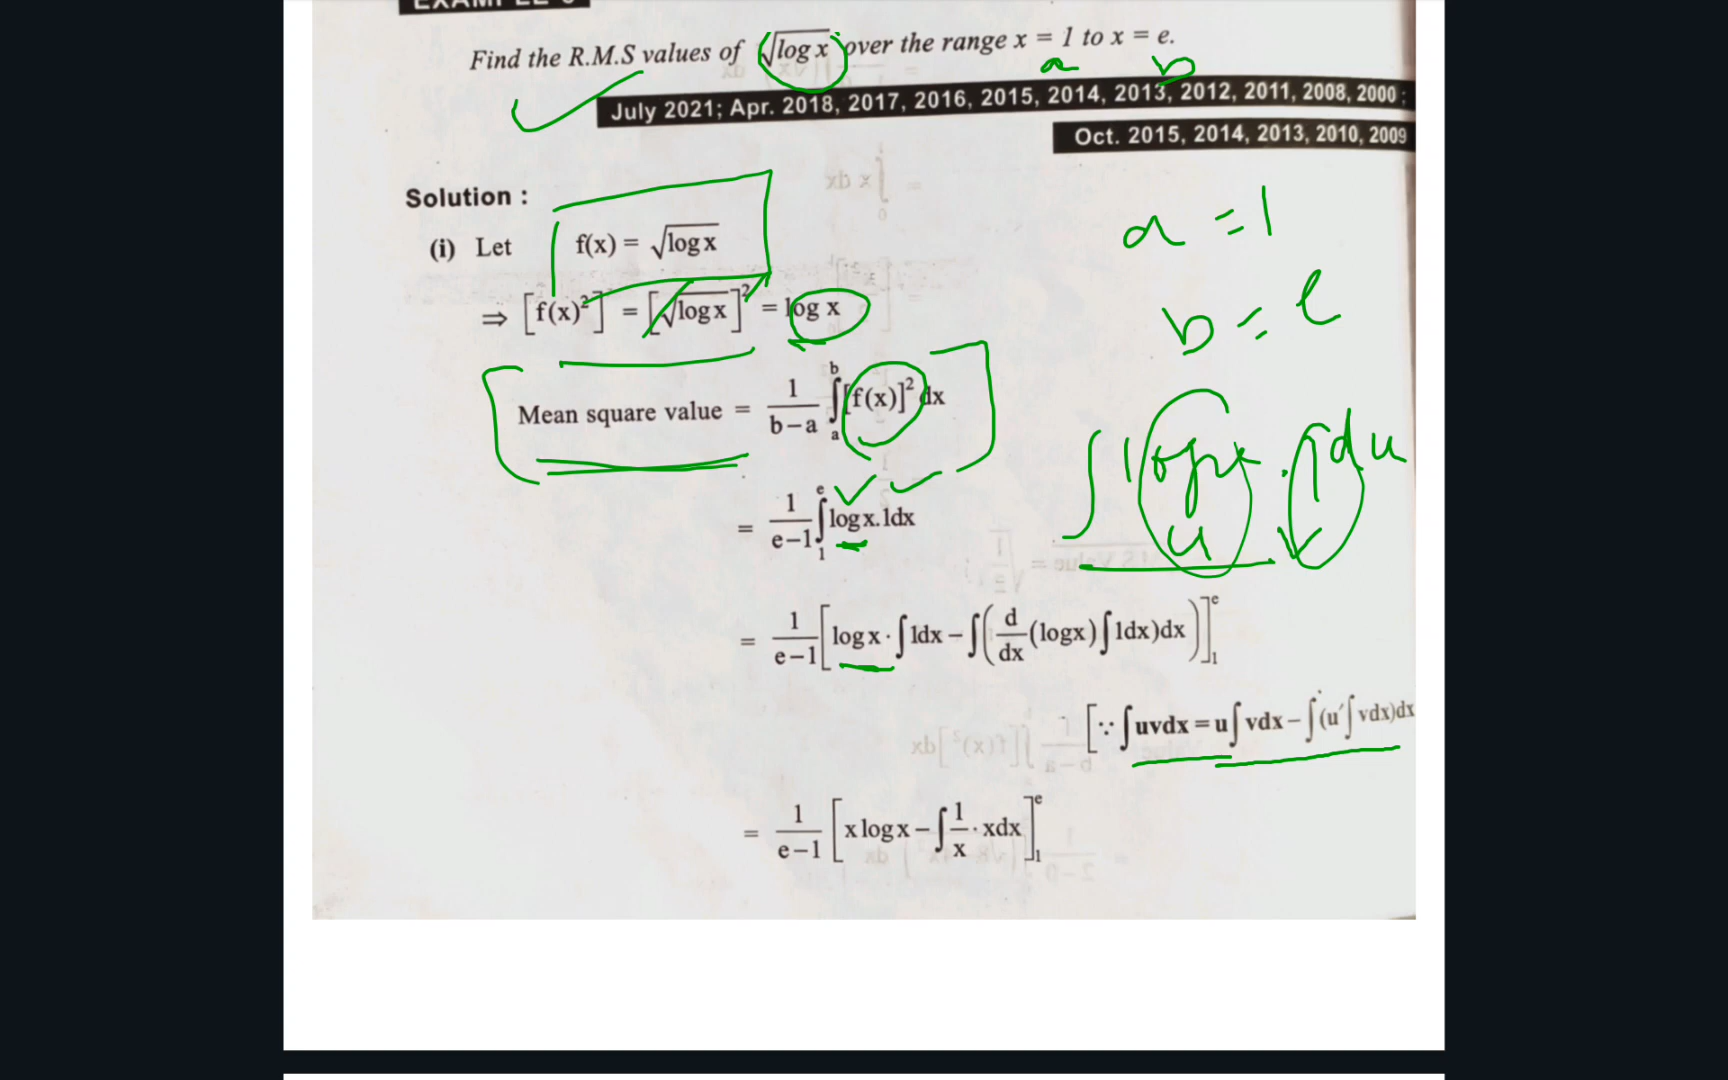 Find the R.M.S values of √log x over the range x = 1 to x = e.
a b
July 2021; Apr. 2018, 2017, 2016, 2015, 2014, 2013, 2012, 2011, 2008, 2000 ;
Oct. 2015, 2014, 2013, 2010, 2009
Solution :
a = 1
(i) Let f(x) = √log x
b = e
⇒ [f(x)²] = [√log x]² = log x
Mean square value = 1/(b – a) ∫ₐᵇ [f(x)]² dx
∫ logx . 1 du
u v
= 1/(e – 1) ∫₁ᵉ log x. 1dx
= 1/(e – 1) [log x · ∫ 1dx – ∫ (d/dx (logx) ∫ 1dx)dx)]₁ᵉ
[∵ ∫ uvdx = u∫ vdx – ∫ (u′∫ vdx)dx
= 1/(e – 1) [x log x – ∫ 1/x · xdx]₁ᵉ